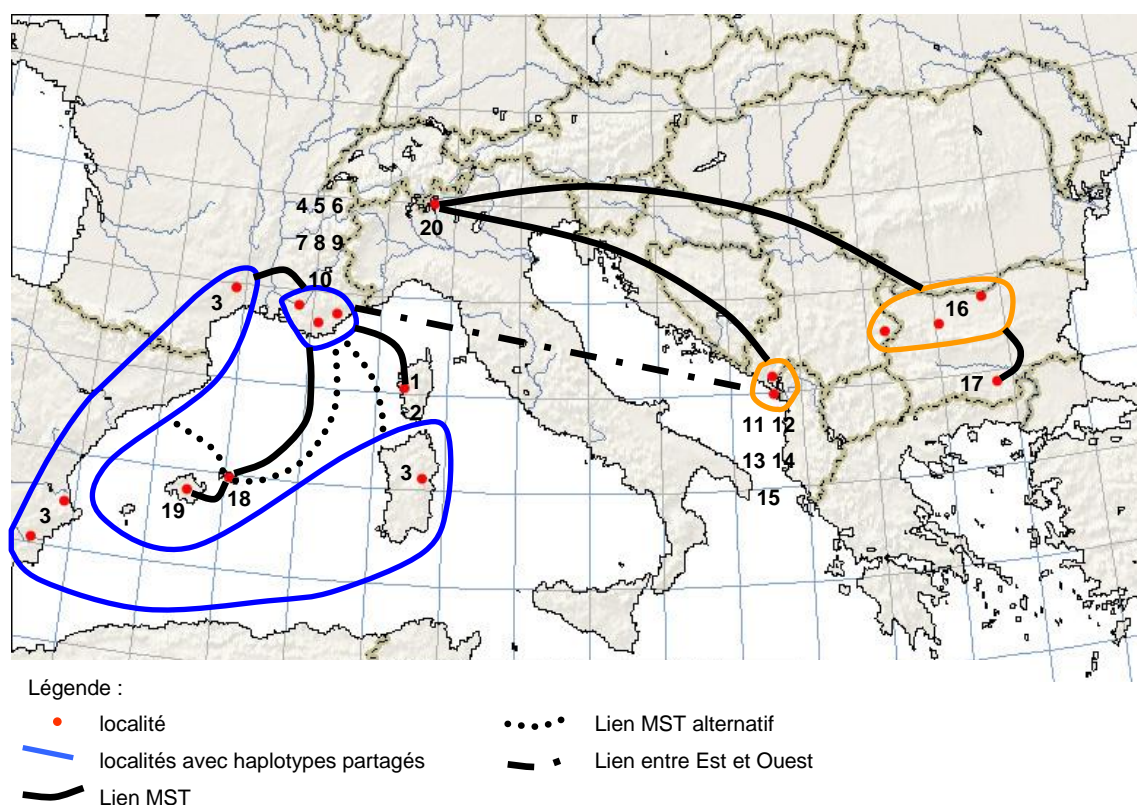 4 5 6
20
7 8 9
10
3
16
1
17
2
11 12
3
13 14
18
19
15
3
Légende :
localité
Lien MST alternatif
localités avec haplotypes partagés
Lien entre Est et Ouest
Lien MST